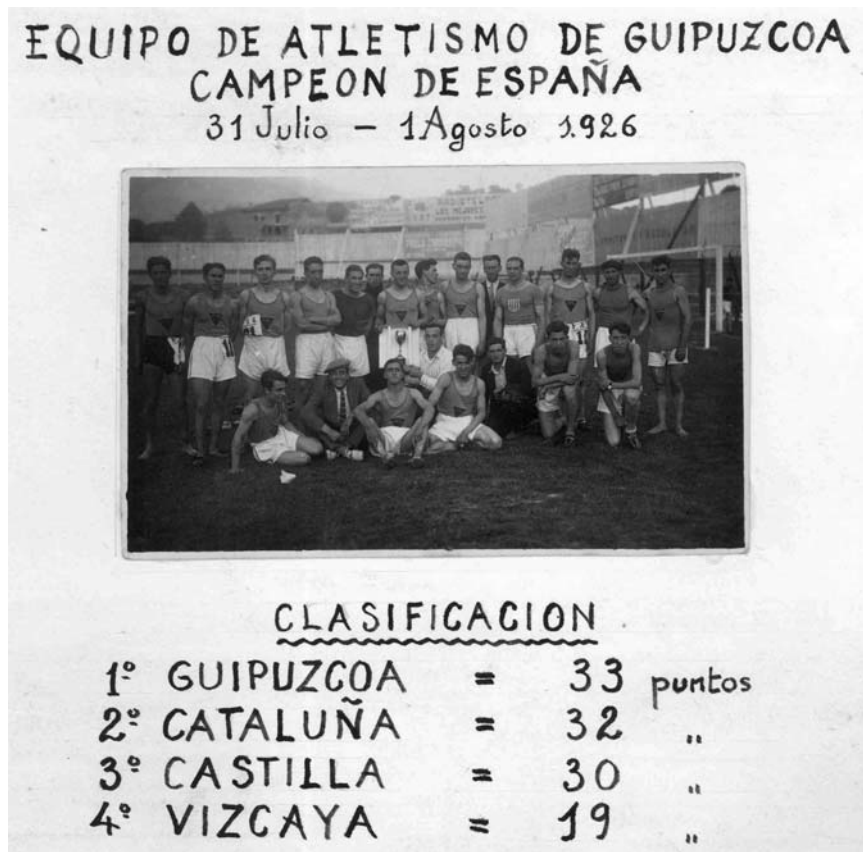 EQUIPO DE ATLETISMO DE GUIPUZCOA
CAMPEON DE ESPAÑA
31 Julio – 1 Agosto 1.926
CLASIFICACION
1º GUIPUZCOA = 33 puntos
2º CATALUÑA = 32 „
3º CASTILLA = 30 „
4º VIZCAYA = 19 „